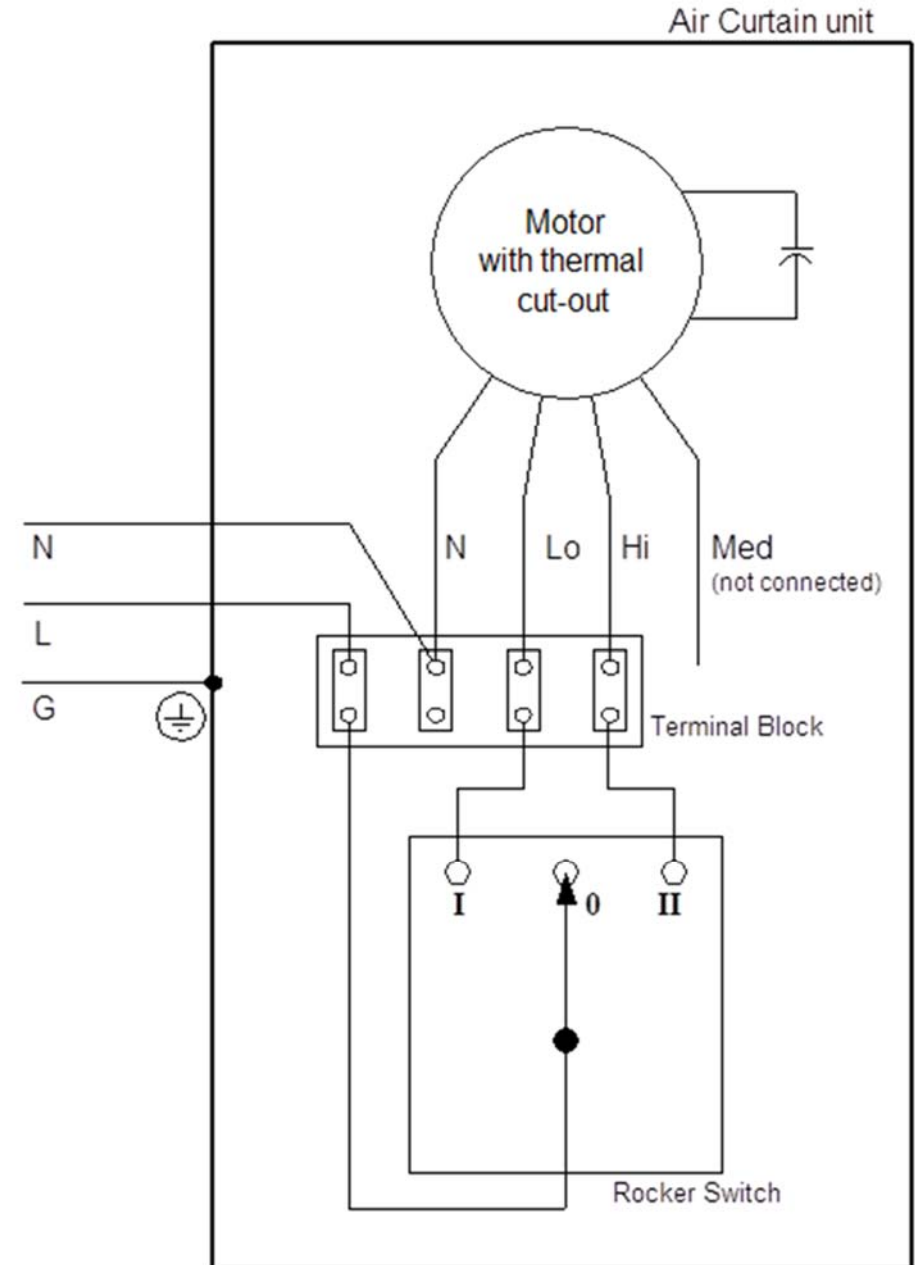 Air Curtain unit
Motor
with thermal
cut-out
N
N
Lo
Hi
Med
(not connected)
L
G
Terminal Block
I
0
II
Rocker Switch